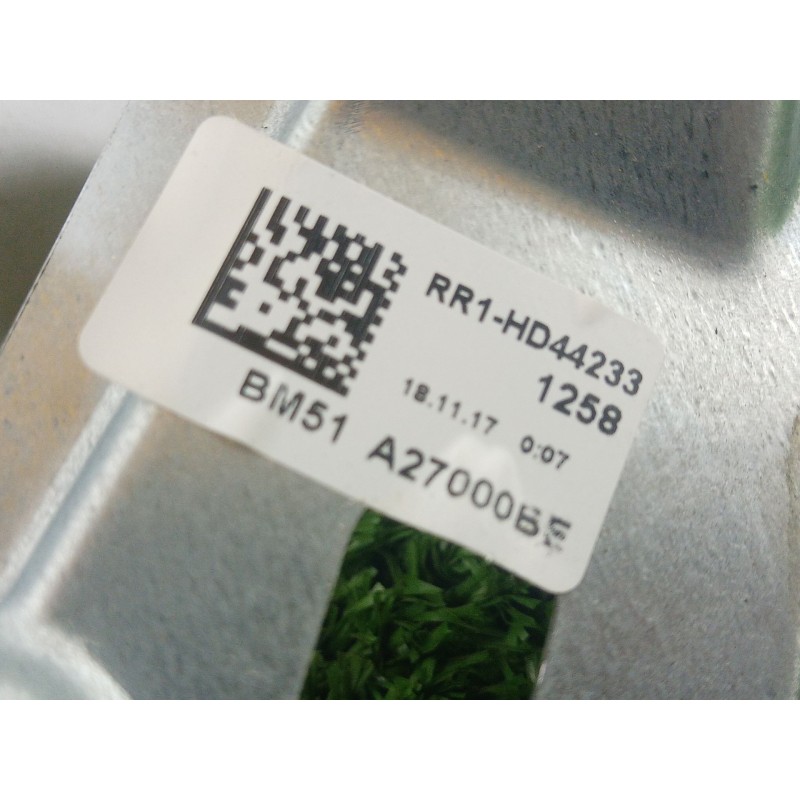 RR1-HD44233
1258
18.11.17 0:07
BM51 A27000BE